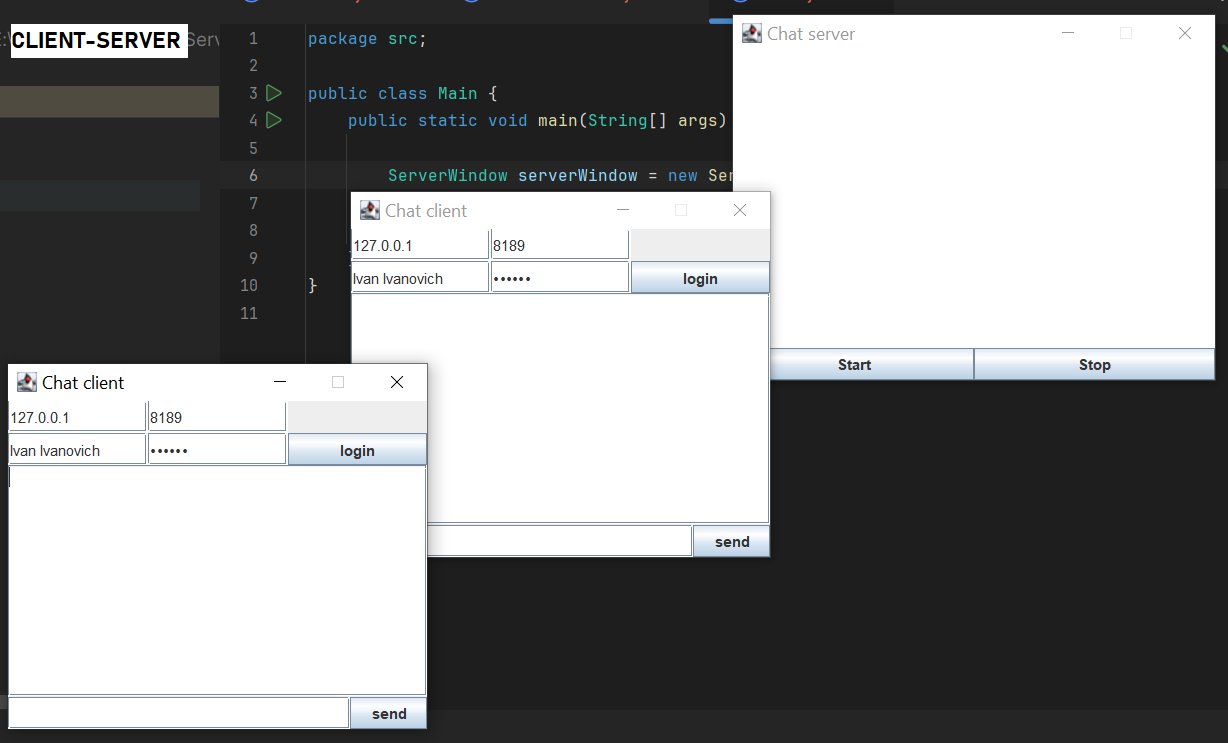 CLIENT-SERVER
1 package src;
2
3 public class Main {
4 public static void main(String[] args)
5
6 ServerWindow serverWindow = new Ser
7
8
9
10 }
11
Chat server
Start Stop
Chat client
127.0.0.1 8189
Ivan Ivanovich •••••• login
send
Chat client
127.0.0.1 8189
Ivan Ivanovich •••••• login
send